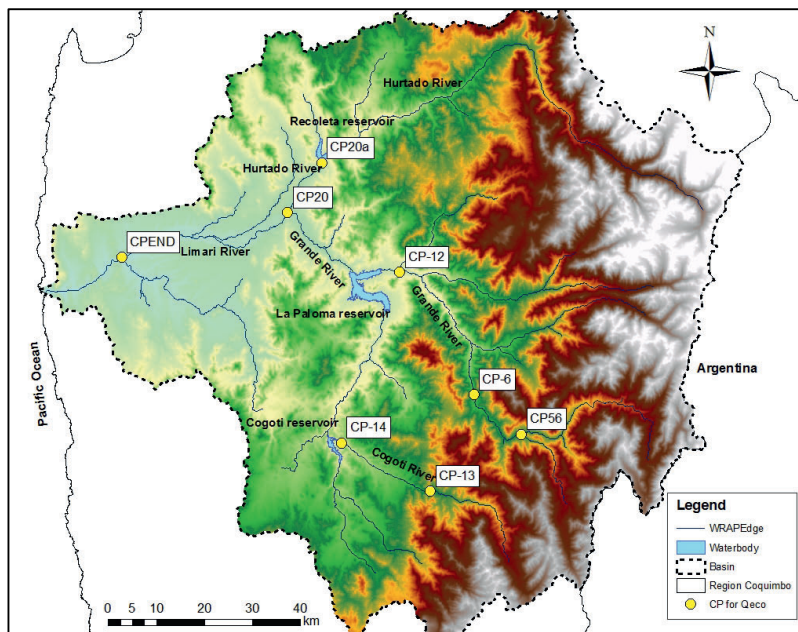 N
Hurtado River
Recoleta reservoir
CP20a
Hurtado River
CP20
CPEND
Limari River
Grande River
CP-12
La Paloma reservoir
Grande River
Pacific Ocean
Argentina
CP-6
CP56
Cogoti reservoir
CP-14
Cogoti River
CP-13
Legend
WRAPEdge
Waterbody
Basin
Region Coquimbo
CP for Qeco
0 5 10 20 30 40
km